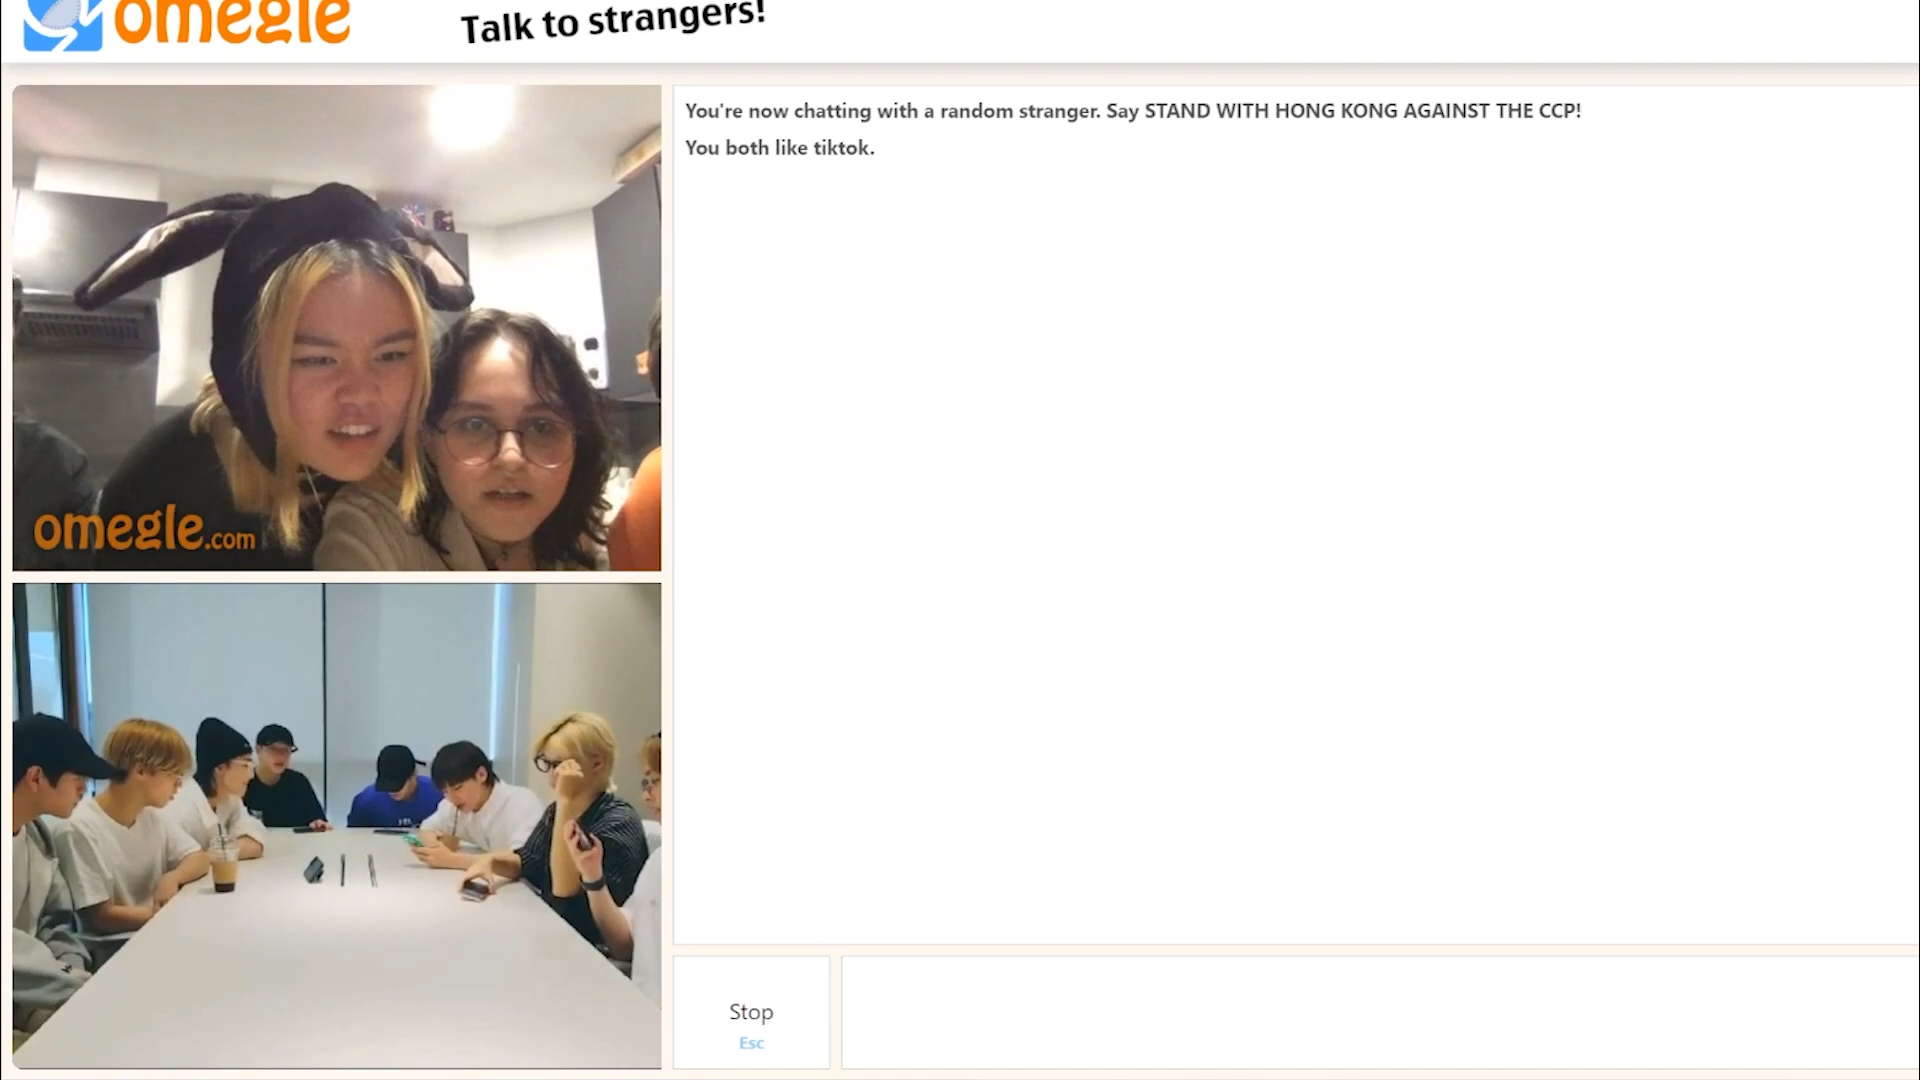 omegle
Talk to strangers!
You're now chatting with a random stranger. Say STAND WITH HONG KONG AGAINST THE CCP!
You both like tiktok.
omegle.com
Stop
Esc